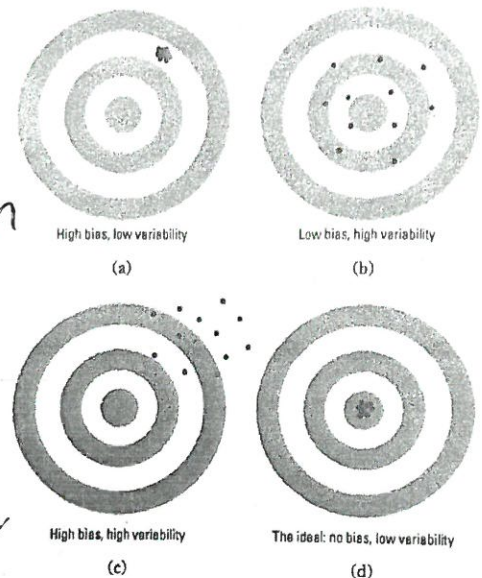 High bias, low variability
Low bias, high variability
(a)
(b)
High bias, high variability
The ideal: no bias, low variability
(c)
(d)